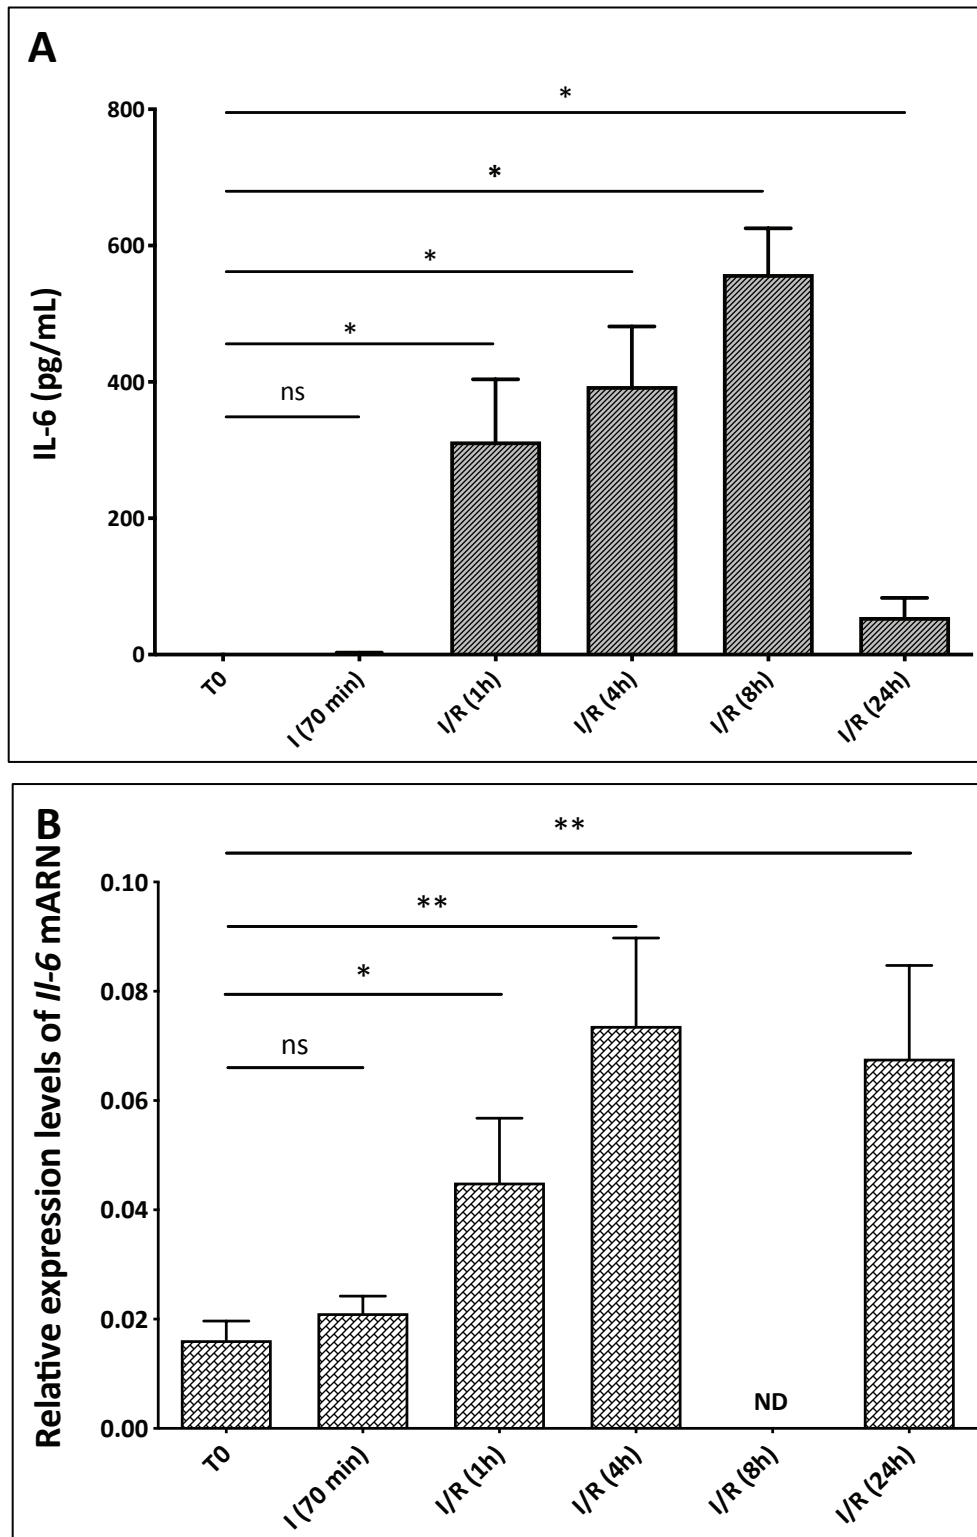 A
IL-6 (pg/mL)
800
600
400
200
0
*
*
*
*
ns
T0
I (70 min)
I/R (1h)
I/R (4h)
I/R (8h)
I/R (24h)
B
Relative expression levels of Il-6 mARN
0.10
0.08
0.06
0.04
0.02
0.00
**
**
*
ns
ND
T0
I (70 min)
I/R (1h)
I/R (4h)
I/R (8h)
I/R (24h)